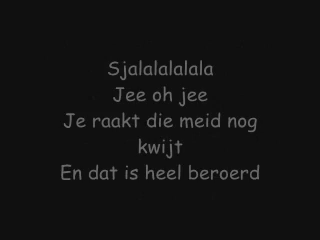 Sjalalalalala
Jee oh jee
Je raakt die meid nog
kwijt
En dat is heel beroerd